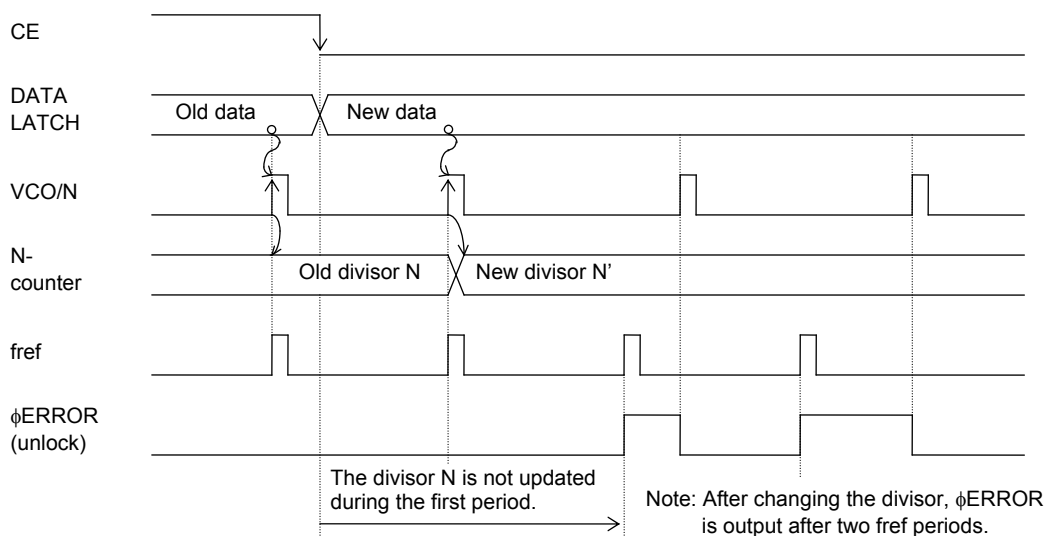 CE
DATA
LATCH
Old data
New data
VCO/N
N-
counter
Old divisor N
New divisor N’
fref
ϕERROR
(unlock)
The divisor N is not updated
during the first period.
Note: After changing the divisor, ϕERROR
is output after two fref periods.